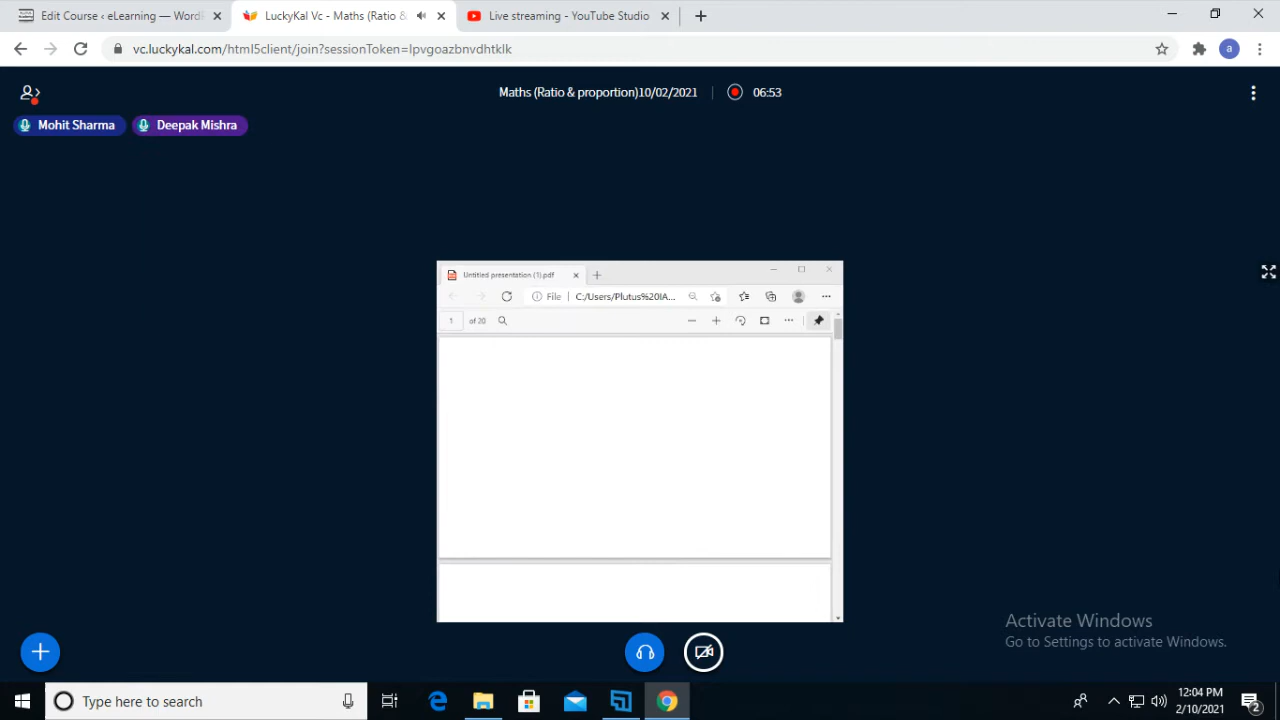 Edit Course ‹ eLearning — Word
LuckyKal Vc - Maths (Ratio &
Live streaming - YouTube Studio
vc.luckykal.com/html5client/join?sessionToken=lpvgoazbnvdhtklk
a
Maths (Ratio & proportion)10/02/2021
06:53
Mohit Sharma
Deepak Mishra
Untitled presentation (1).pdf
File
C:/Users/Plutus%20IA...
1 of 20
Activate Windows
Go to Settings to activate Windows.
Type here to search
12:04 PM
2/10/2021
2